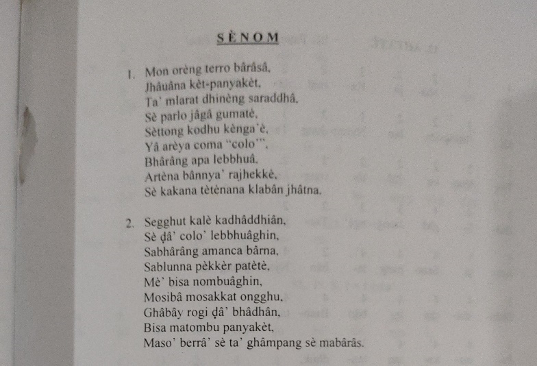 SÈNOM
1. Mon orèng terro bârâsâ,
Jhâuâna kèt-panyakèt,
Ta' mlarat dhinèng saraddhâ,
Sè parlo jâgâ gumatè,
Sèttong kodhu kènga'è,
Yâ arèya coma "colo'",
Bhârâng apa lebbhuâ,
Artèna bânnya' rajhekkè,
Sè kakana tètènana klabân jhâtna.
2. Segghut kalè kadhâddhiân,
Sè ḍâ' colo' lebbhuâghin,
Sabhârâng amanca bârna,
Sablunna pèkkèr patètè,
Mè' bisa nombuâghin,
Mosibâ mosakkat ongghu,
Ghâbây rogi ḍâ' bhâdhân,
Bisa matombu panyakèt,
Maso' berrâ' sè ta' ghâmpang sè mabârâs.